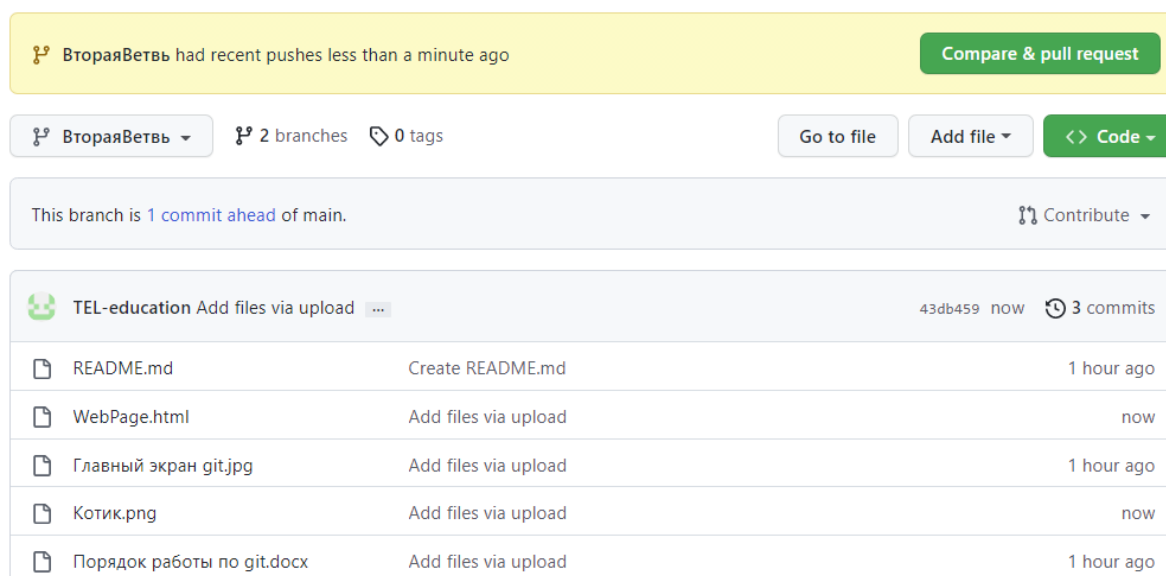 ВтораяВетвь had recent pushes less than a minute ago Compare & pull request
ВтораяВетвь 2 branches 0 tags Go to file Add file <> Code
This branch is 1 commit ahead of main. Contribute
TEL-education Add files via upload ... 43db459 now 3 commits
README.md Create README.md 1 hour ago
WebPage.html Add files via upload now
Главный экран git.jpg Add files via upload 1 hour ago
Котик.png Add files via upload now
Порядок работы по git.docx Add files via upload 1 hour ago